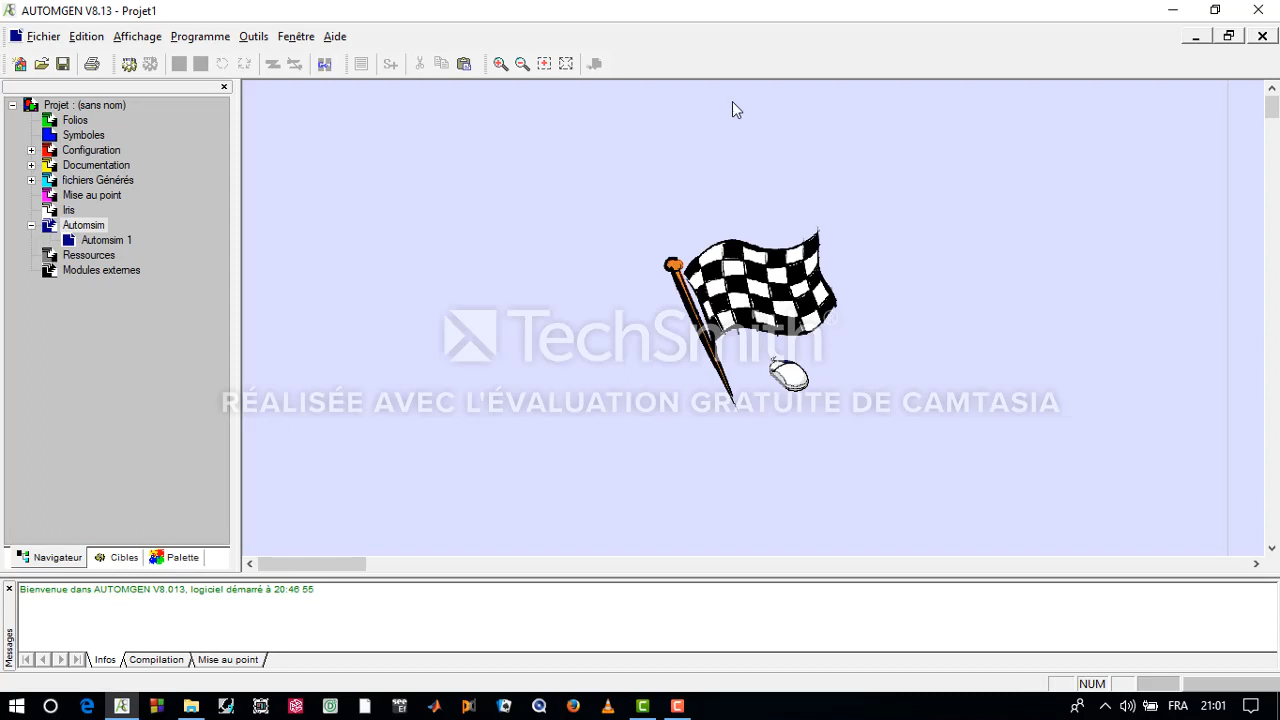 AUTOMGEN V8.13 - Projet1
Fichier Edition Affichage Programme Outils Fenêtre Aide
Projet : (sans nom)
Folios
Symboles
Configuration
Documentation
fichiers Générés
Mise au point
Iris
Automsim
Automsim 1
Ressources
Modules externes
TechSmith
RÉALISÉE AVEC L'ÉVALUATION GRATUITE DE CAMTASIA
Navigateur Cibles Palette
Bienvenue dans AUTOMGEN V8.013, logiciel démarré à 20:46 55
Messages
Infos Compilation Mise au point
NUM
FRA 21:01